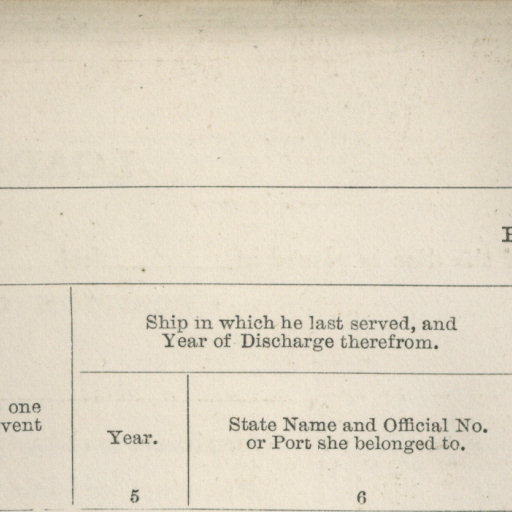 Ship in which he last served, and
Year of Discharge therefrom.
one
vent
Year.
State Name and Official No.
or Port she belonged to.
5
6